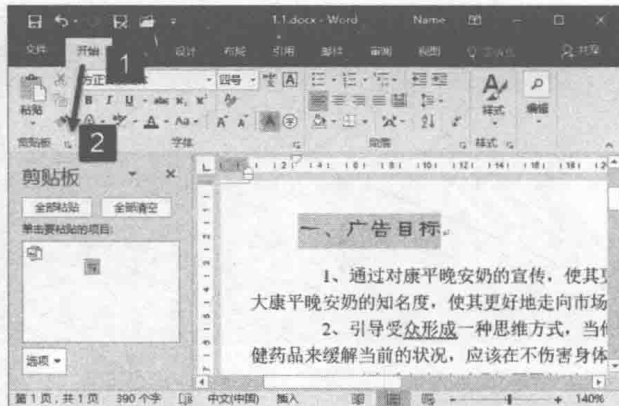 1.1.docx - Word Name
文件 开始 设计 布局 引用 邮件 审阅 视图 共享
1
粘贴 方正 四号 样式 编辑
B I U abc x, x²
A Aa A A A
2
剪贴板 字体 段落 样式
剪贴板
全部粘贴 全部清空
单击要粘贴的项目:
选项
一、广告目标
1、通过对康平晚安奶的宣传，使其更
大康平晚安奶的知名度，使其更好地走向市场
2、引导受众形成一种思维方式，当
健药品来缓解当前的状况，应该在不伤害身体
第1页，共1页 390个字 中文(中国) 插入 140%